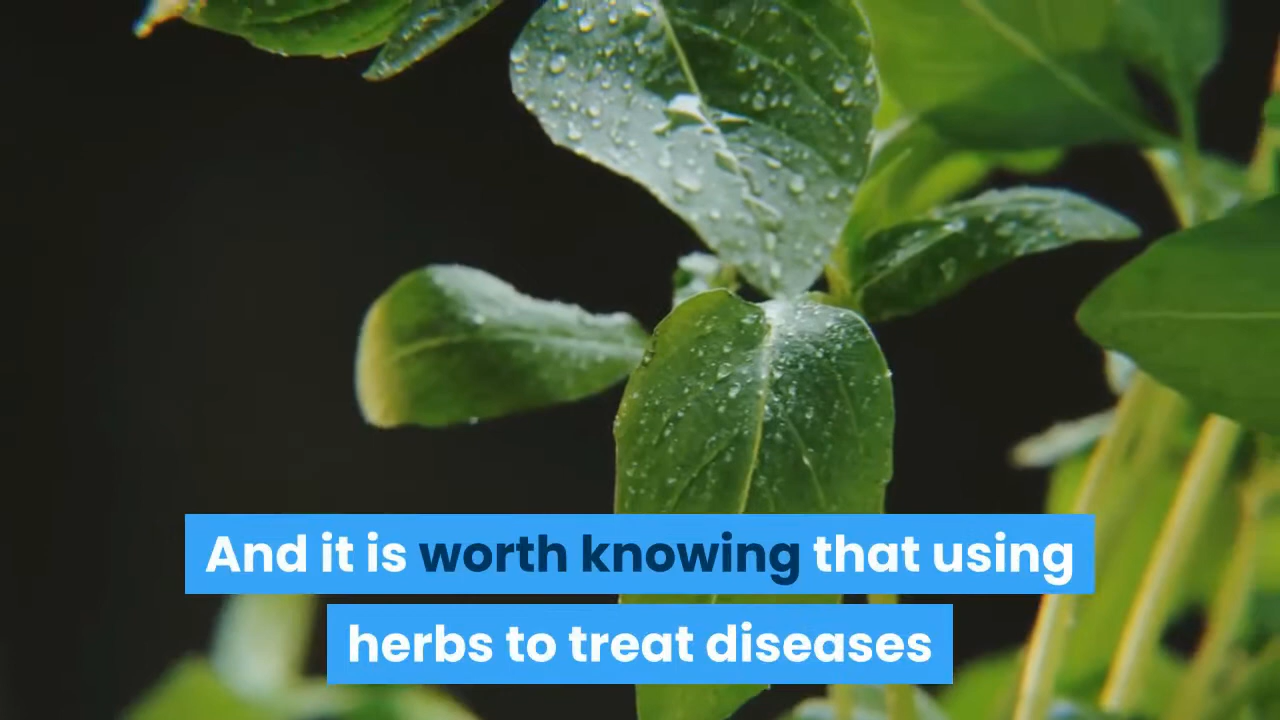 And it is worth knowing that using
herbs to treat diseases